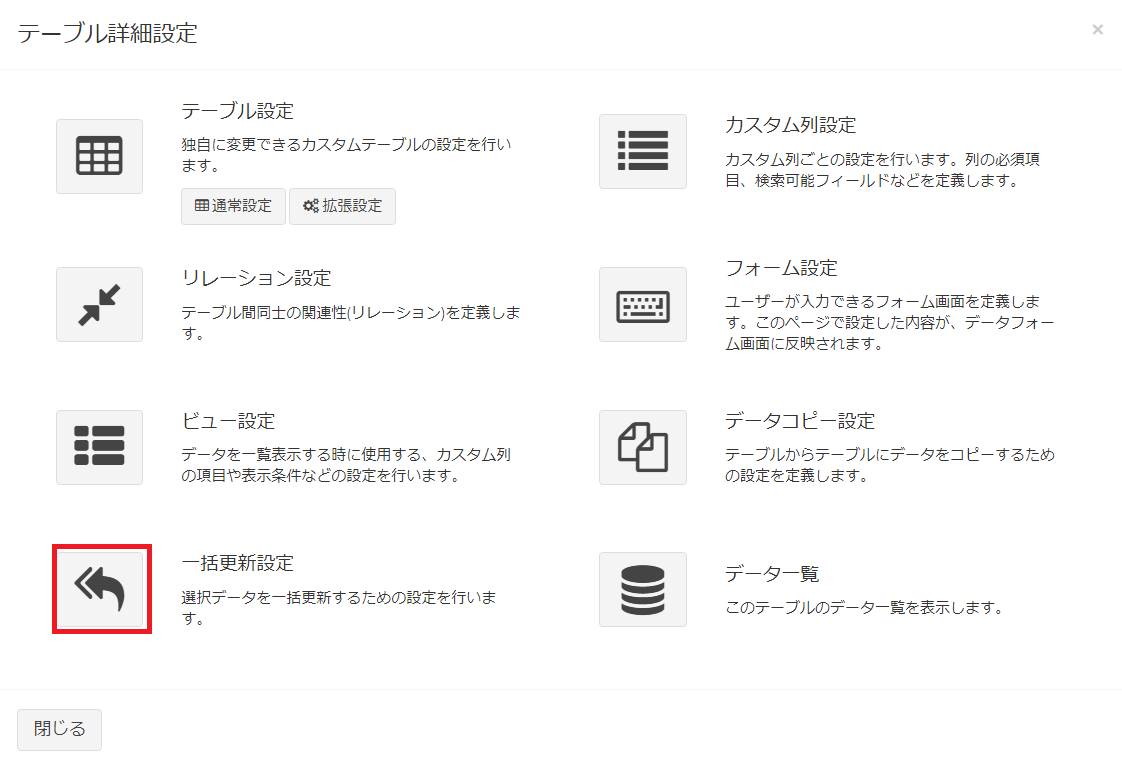 テーブル詳細設定
×
テーブル設定
独自に変更できるカスタムテーブルの設定を行い
ます。
通常設定
拡張設定
カスタム列設定
カスタム列ごとの設定を行います。列の必須項
目、検索可能フィールドなどを定義します。
リレーション設定
テーブル間同士の関連性(リレーション)を定義しま
す。
フォーム設定
ユーザーが入力できるフォーム画面を定義しま
す。このページで設定した内容が、データフォー
ム画面に反映されます。
ビュー設定
データを一覧表示する時に使用する、カスタム列
の項目や表示条件などの設定を行います。
データコピー設定
テーブルからテーブルにデータをコピーするため
の設定を定義します。
一括更新設定
選択データを一括更新するための設定を行いま
す。
データ一覧
このテーブルのデータ一覧を表示します。
閉じる